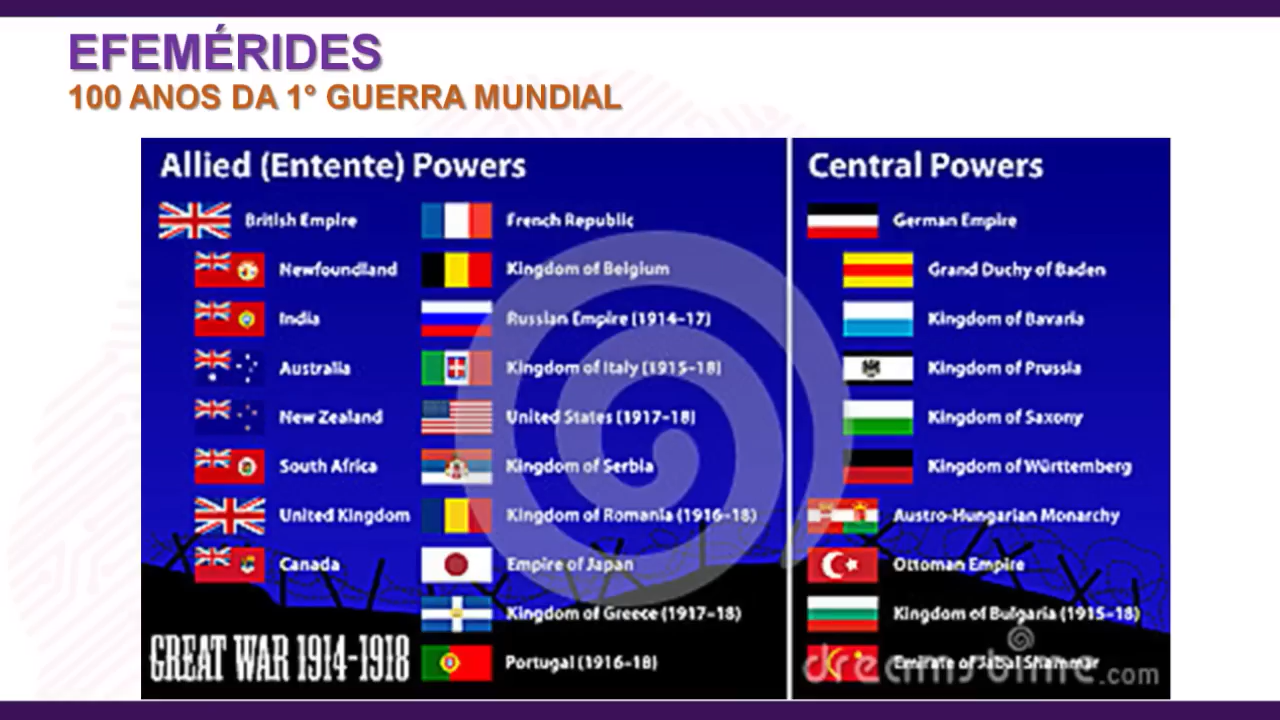 EFEMÉRIDES
100 ANOS DA 1° GUERRA MUNDIAL
Allied (Entente) Powers
British Empire
Newfoundland
India
Australia
New Zealand
South Africa
United Kingdom
Canada
GREAT WAR 1914-1918
French Republic
Kingdom of Belgium
Russian Empire (1914-17)
Kingdom of Italy (1915-18)
United States (1917-18)
Kingdom of Serbia
Kingdom of Romania (1916-18)
Empire of Japan
Kingdom of Greece (1917-18)
Portugal (1916-18)
Central Powers
German Empire
Grand Duchy of Baden
Kingdom of Bavaria
Kingdom of Prussia
Kingdom of Saxony
Kingdom of Württemberg
Austro-Hungarian Monarchy
Ottoman Empire
Kingdom of Bulgaria (1915-18)
Emirate of Jabal Shammar
dreamstime.com